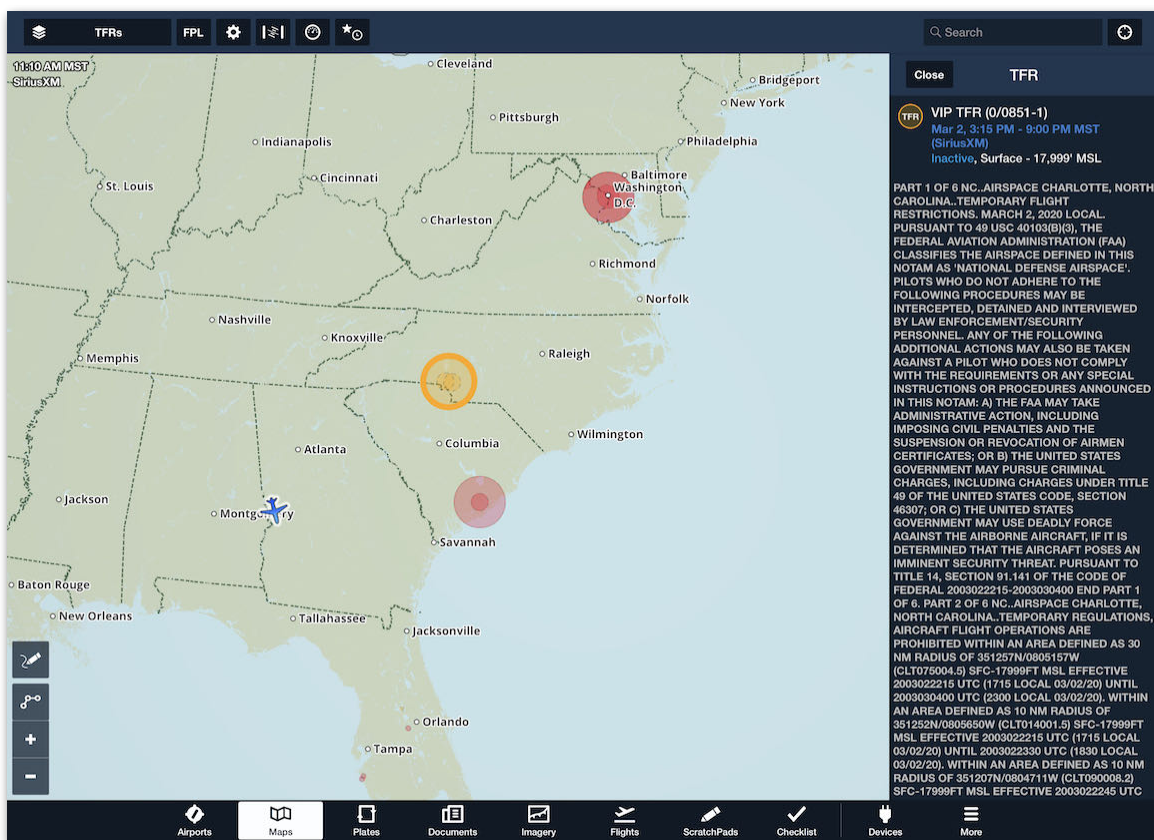 TFRs
FPL
Search
11:10 AM MST
SiriusXM
Cleveland
Bridgeport
New York
Pittsburgh
Philadelphia
Indianapolis
Cincinnati
Baltimore
Washington
D.C.
St. Louis
Charleston
Richmond
Norfolk
Nashville
Knoxville
Raleigh
Memphis
Wilmington
Columbia
Atlanta
Jackson
Savannah
Baton Rouge
New Orleans
Tallahassee
Jacksonville
Orlando
Tampa
Close
TFR
TFR
VIP TFR (0/0851-1)
Mar 2, 3:15 PM - 9:00 PM MST
(SiriusXM)
Inactive, Surface - 17,999' MSL
PART 1 OF 6 NC..AIRSPACE CHARLOTTE, NORTH
CAROLINA..TEMPORARY FLIGHT
RESTRICTIONS. MARCH 2, 2020 LOCAL.
PURSUANT TO 49 USC 40103(B)(3), THE
FEDERAL AVIATION ADMINISTRATION (FAA)
CLASSIFIES THE AIRSPACE DEFINED IN THIS
NOTAM AS 'NATIONAL DEFENSE AIRSPACE'.
PILOTS WHO DO NOT ADHERE TO THE
FOLLOWING PROCEDURES MAY BE
INTERCEPTED, DETAINED AND INTERVIEWED
BY LAW ENFORCEMENT/SECURITY
PERSONNEL. ANY OF THE FOLLOWING
ADDITIONAL ACTIONS MAY ALSO BE TAKEN
AGAINST A PILOT WHO DOES NOT COMPLY
WITH THE REQUIREMENTS OR ANY SPECIAL
INSTRUCTIONS OR PROCEDURES ANNOUNCED
IN THIS NOTAM: A) THE FAA MAY TAKE
ADMINISTRATIVE ACTION, INCLUDING
IMPOSING CIVIL PENALTIES AND THE
SUSPENSION OR REVOCATION OF AIRMEN
CERTIFICATES; OR B) THE UNITED STATES
GOVERNMENT MAY PURSUE CRIMINAL
CHARGES, INCLUDING CHARGES UNDER TITLE
49 OF THE UNITED STATES CODE, SECTION
46307; OR C) THE UNITED STATES
GOVERNMENT MAY USE DEADLY FORCE
AGAINST THE AIRBORNE AIRCRAFT, IF IT IS
DETERMINED THAT THE AIRCRAFT POSES AN
IMMINENT SECURITY THREAT. PURSUANT TO
TITLE 14, SECTION 91.141 OF THE CODE OF
FEDERAL 2003022215-2003030400 END PART 1
OF 6. PART 2 OF 6 NC..AIRSPACE CHARLOTTE,
NORTH CAROLINA..TEMPORARY REGULATIONS,
AIRCRAFT FLIGHT OPERATIONS ARE
PROHIBITED WITHIN AN AREA DEFINED AS 30
NM RADIUS OF 351257N/0805157W
(CLT075004.5) SFC-17999FT MSL EFFECTIVE
2003022215 UTC (1715 LOCAL 03/02/20) UNTIL
2003030400 UTC (2300 LOCAL 03/02/20). WITHIN
AN AREA DEFINED AS 10 NM RADIUS OF
351252N/0805650W (CLT014001.5) SFC-17999FT
MSL EFFECTIVE 2003022215 UTC (1715 LOCAL
03/02/20) UNTIL 2003022330 UTC (1830 LOCAL
03/02/20). WITHIN AN AREA DEFINED AS 10 NM
RADIUS OF 351207N/0804711W (CLT090008.2)
SFC-17999FT MSL EFFECTIVE 2003022245 UTC
Airports
Maps
Plates
Documents
Imagery
Flights
ScratchPads
Checklist
Devices
More